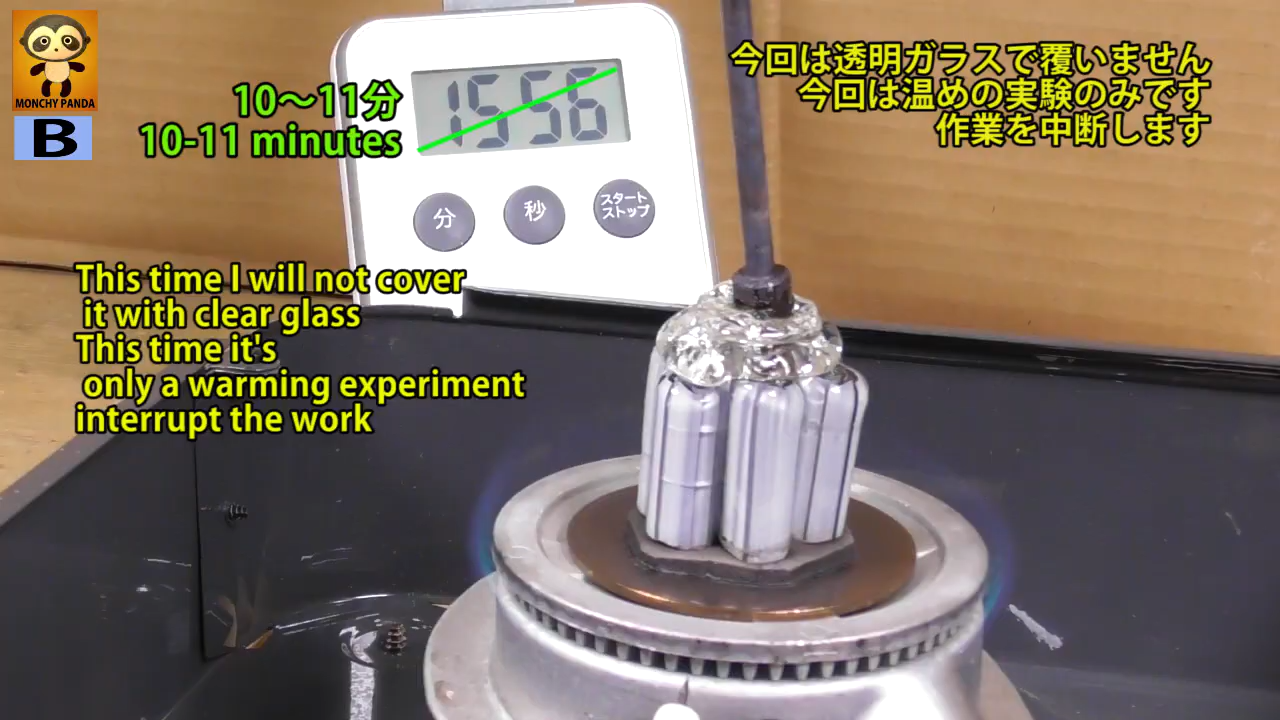 MONCHY PANDA
B
10〜11分
10-11 minutes
15 56
分
秒
スタート
ストップ
今回は透明ガラスで覆いません
今回は温めの実験のみです
作業を中断します
This time I will not cover
it with clear glass
This time it's
only a warming experiment
interrupt the work